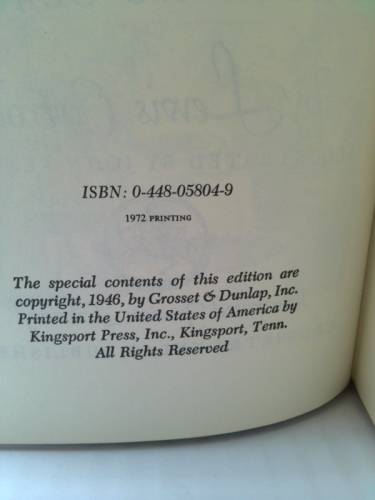 ISBN: 0-448-05804-9
1972 PRINTING
The special contents of this edition are
copyright, 1946, by Grosset & Dunlap, Inc.
Printed in the United States of America by
Kingsport Press, Inc., Kingsport, Tenn.
All Rights Reserved